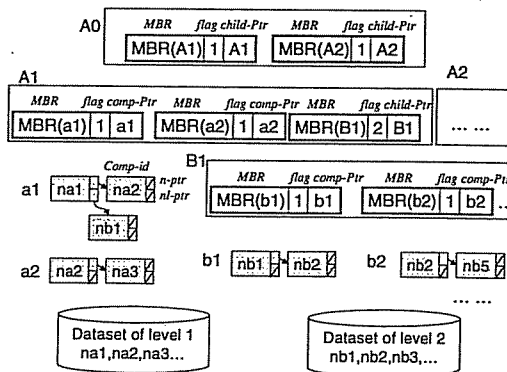 A0
MBR flag child-Ptr MBR flag child-Ptr
MBR(A1) 1 A1 MBR(A2) 1 A2
A1 A2
MBR flag comp-Ptr MBR flag comp-Ptr MBR flag child-Ptr
MBR(a1) 1 a1 MBR(a2) 1 a2 MBR(B1) 2 B1 ... ...
Comp-id
a1 na1 na2 n-ptr
nl-ptr
nb1
B1
MBR flag comp-Ptr MBR flag comp-Ptr
MBR(b1) 1 b1 MBR(b2) 1 b2 ...
a2 na2 na3
b1 nb1 nb2 b2 nb2 nb5
... ...
Dataset of level 1
na1,na2,na3...
Dataset of level 2
nb1,nb2,nb3,...